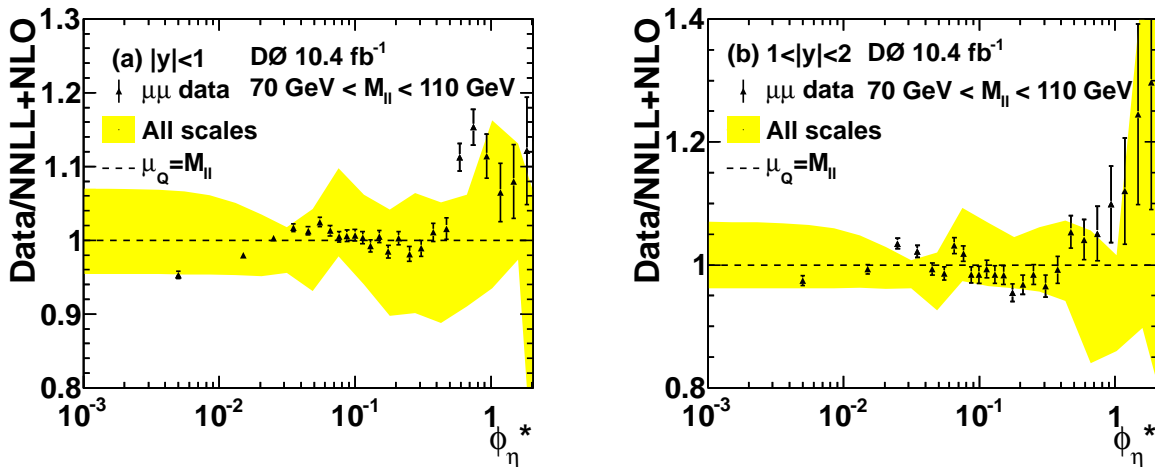 Data/NNLL+NLO
1.3
1.2
1.1
1
0.9
0.8
(a) |y|<1 DØ 10.4 fb⁻¹
μμ data 70 GeV < M_ll < 110 GeV
All scales
μ_Q=M_ll
10⁻³ 10⁻² 10⁻¹ 1
ϕ_η*
Data/NNLL+NLO
1.4
1.2
1
0.8
(b) 1<|y|<2 DØ 10.4 fb⁻¹
μμ data 70 GeV < M_ll < 110 GeV
All scales
μ_Q=M_ll
10⁻³ 10⁻² 10⁻¹ 1
ϕ_η*